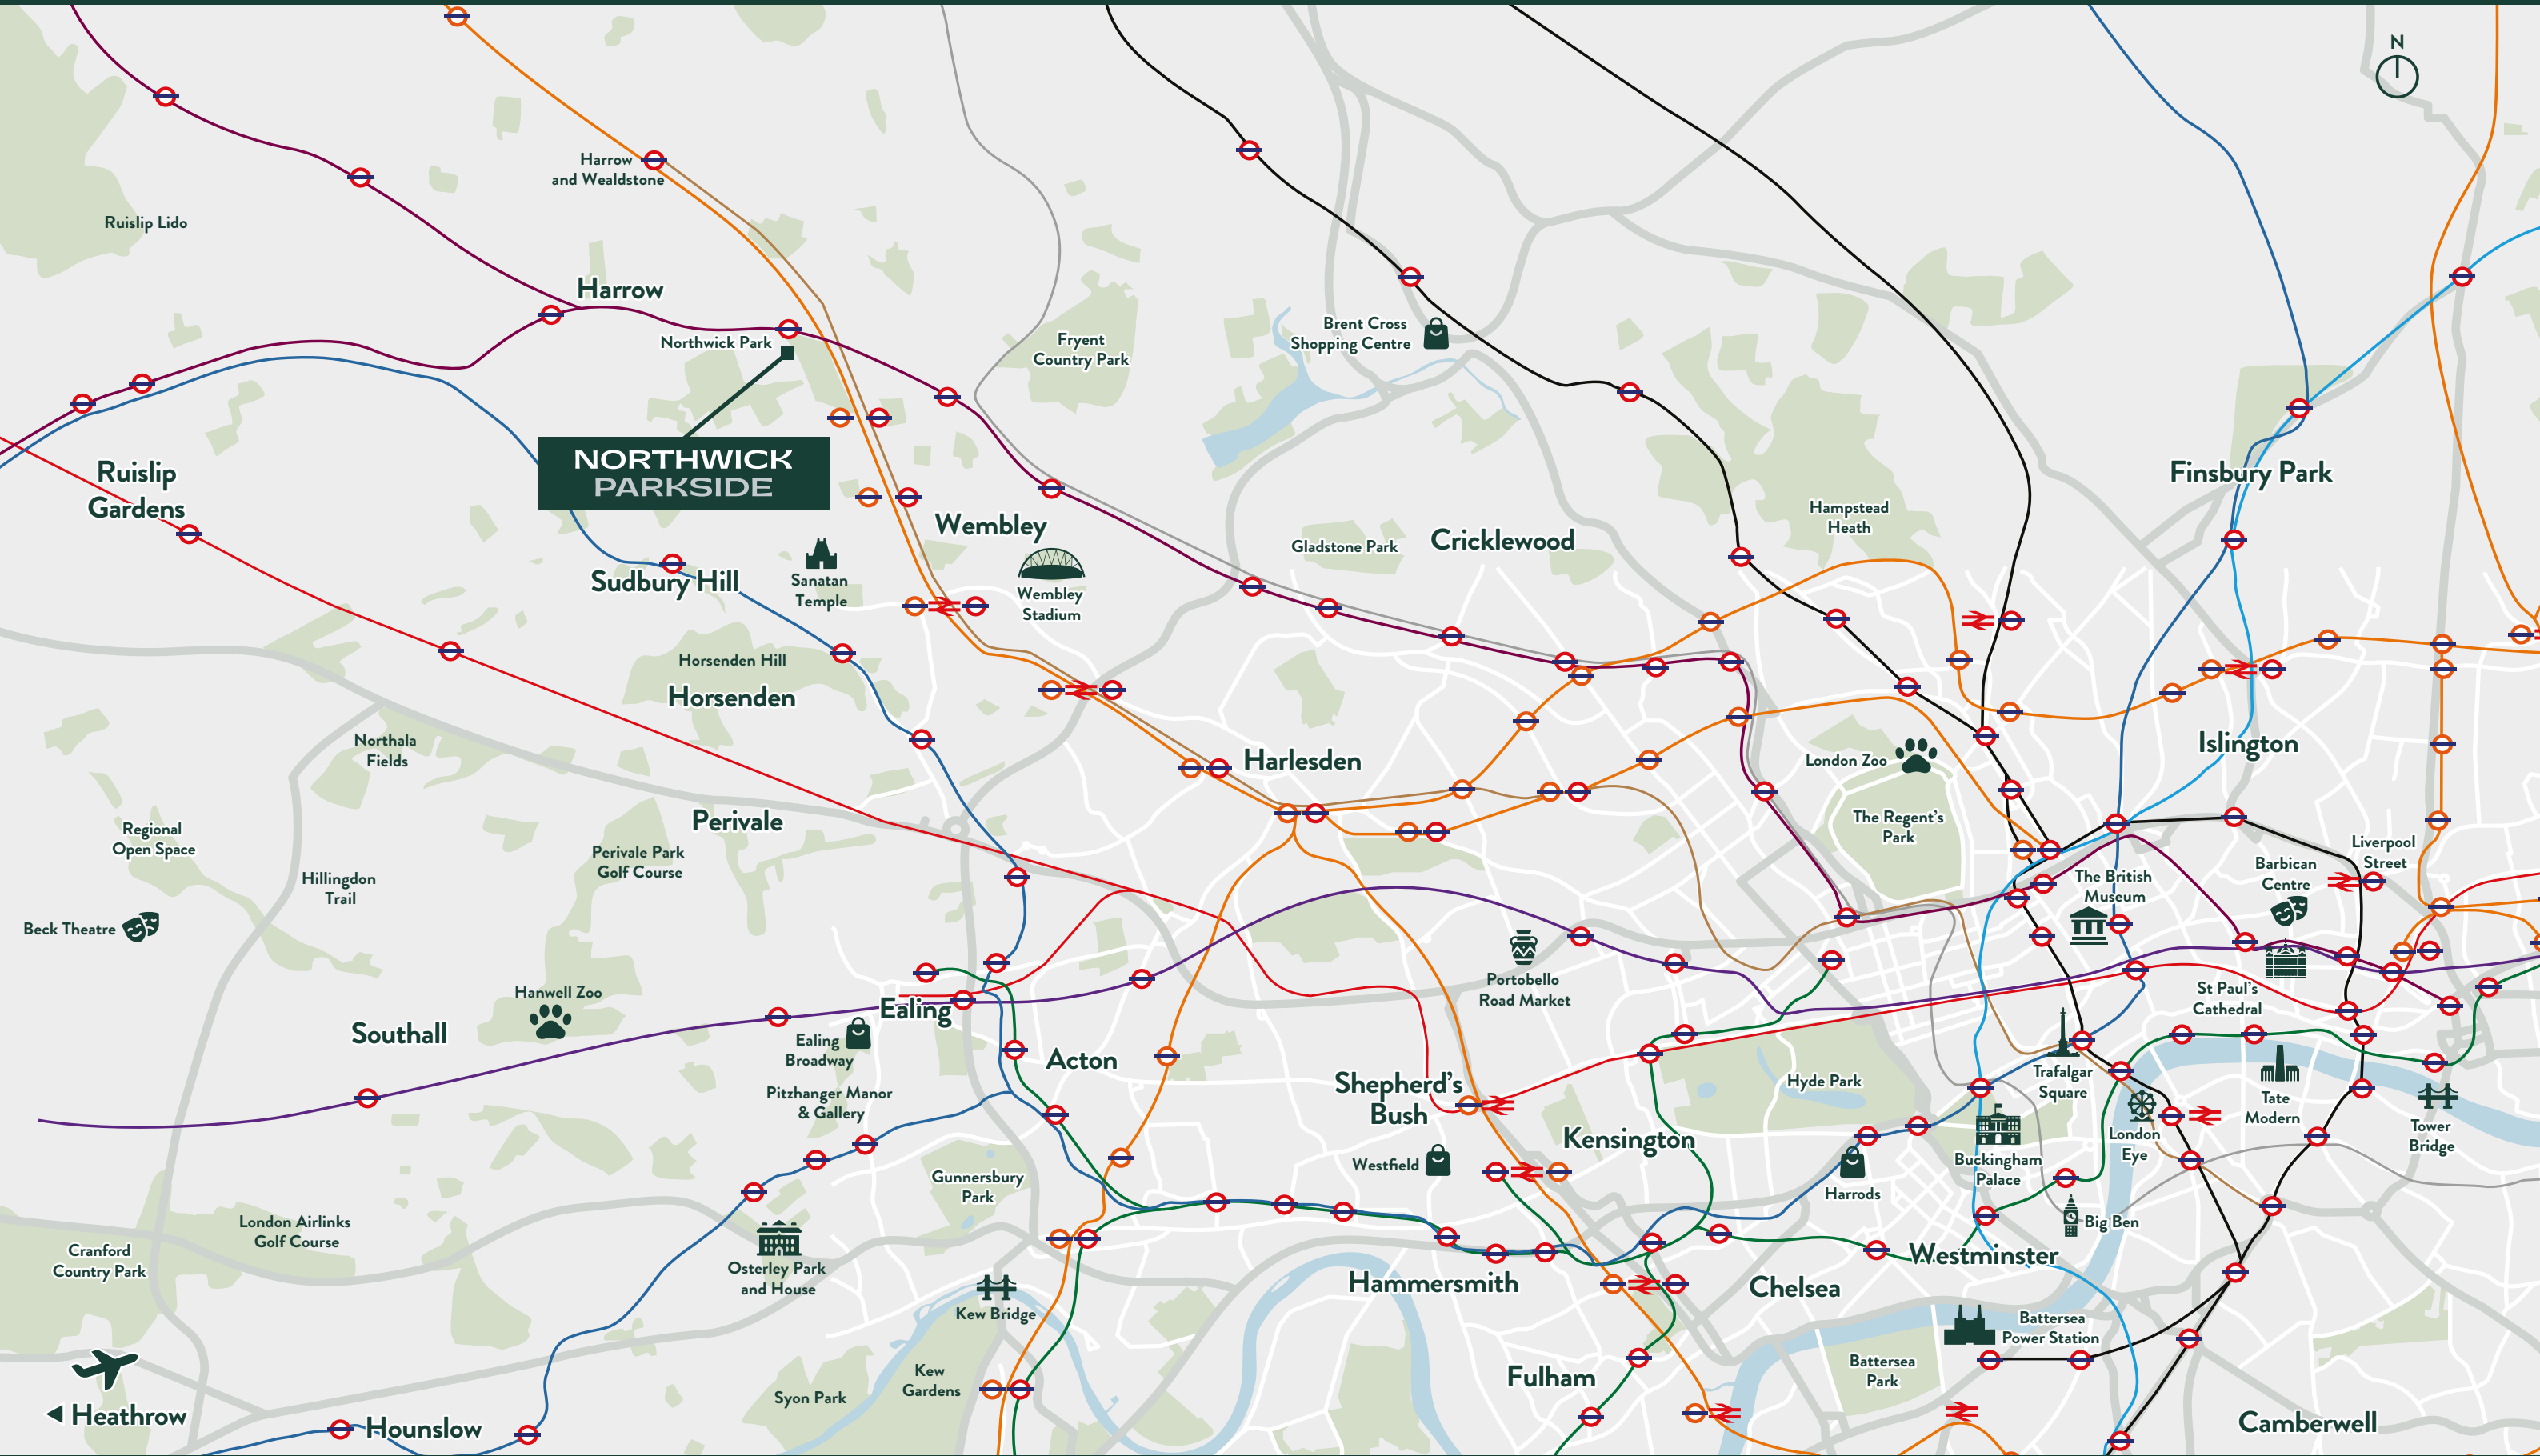 N
Harrow
and Wealdstone
Ruislip Lido
Harrow
Northwick Park
Fryent
Country Park
Brent Cross
Shopping Centre
NORTHWICK
PARKSIDE
Ruislip
Gardens
Finsbury Park
Wembley
Hampstead
Heath
Gladstone Park
Cricklewood
Sudbury Hill
Sanatan
Temple
Wembley
Stadium
Horsenden Hill
Horsenden
Northala
Fields
Harlesden
London Zoo
Islington
Regional
Open Space
Perivale
The Regent's
Park
Liverpool
Street
Perivale Park
Golf Course
Barbican
Centre
Hillingdon
Trail
The British
Museum
Beck Theatre
Portobello
Road Market
Hanwell Zoo
St Paul's
Cathedral
Southall
Ealing
Ealing
Broadway
Acton
Pitzhanger Manor
& Gallery
Shepherd's
Bush
Hyde Park
Trafalgar
Square
Tate
Modern
Tower
Bridge
Kensington
London
Eye
Westfield
Buckingham
Palace
Gunnersbury
Park
Harrods
Big Ben
London Airlinks
Golf Course
Cranford
Country Park
Westminster
Osterley Park
and House
Hammersmith
Chelsea
Kew Bridge
Battersea
Power Station
Kew
Gardens
Battersea
Park
Syon Park
Fulham
Heathrow
Hounslow
Camberwell